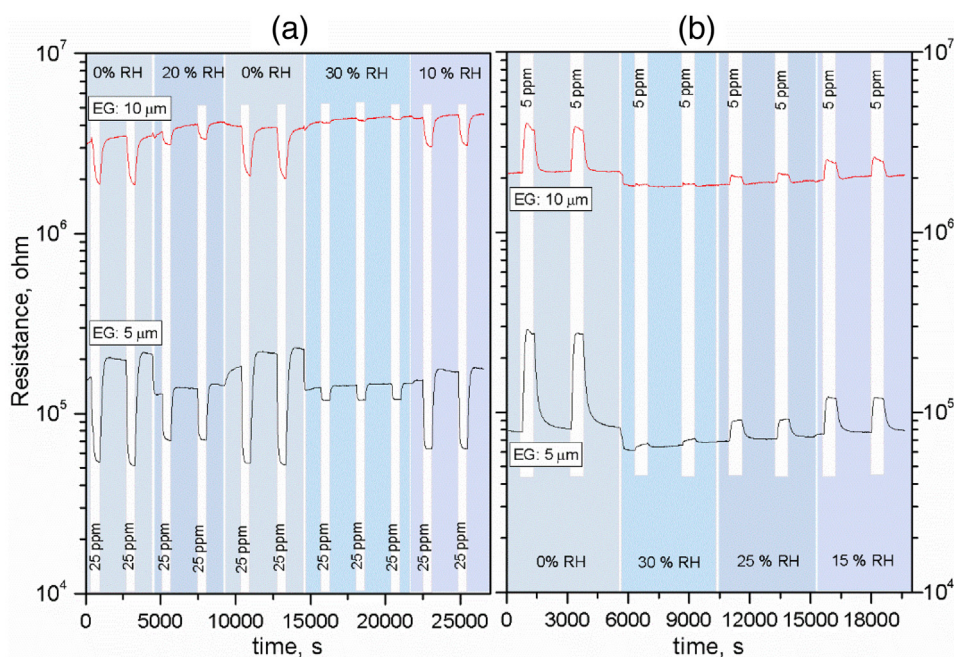 (a)
(b)
10⁷
0% RH
20 % RH
0% RH
30 % RH
10 % RH
EG: 10 µm
10⁶
Resistance, ohm
EG: 5 µm
10⁵
25 ppm
25 ppm
25 ppm
25 ppm
25 ppm
25 ppm
25 ppm
25 ppm
25 ppm
25 ppm
25 ppm
10⁴
0
5000
10000
15000
20000
25000
time, s
5 ppm
5 ppm
5 ppm
5 ppm
5 ppm
5 ppm
5 ppm
5 ppm
10⁷
EG: 10 µm
10⁶
10⁵
EG: 5 µm
0% RH
30 % RH
25 % RH
15 % RH
10⁴
0
3000
6000
9000
12000
15000
18000
time, s